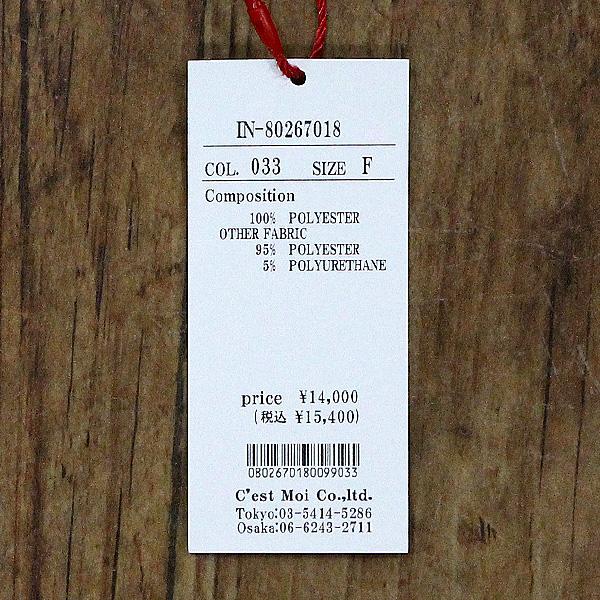 IN-80267018
COL. 033 SIZE F
Composition
100% POLYESTER
OTHER FABRIC
95% POLYESTER
5% POLYURETHANE
price ¥14,000
(税込 ¥15,400)
0802670180099033
C'est Moi Co.,ltd.
Tokyo:03-5414-5286
Osaka:06-6243-2711